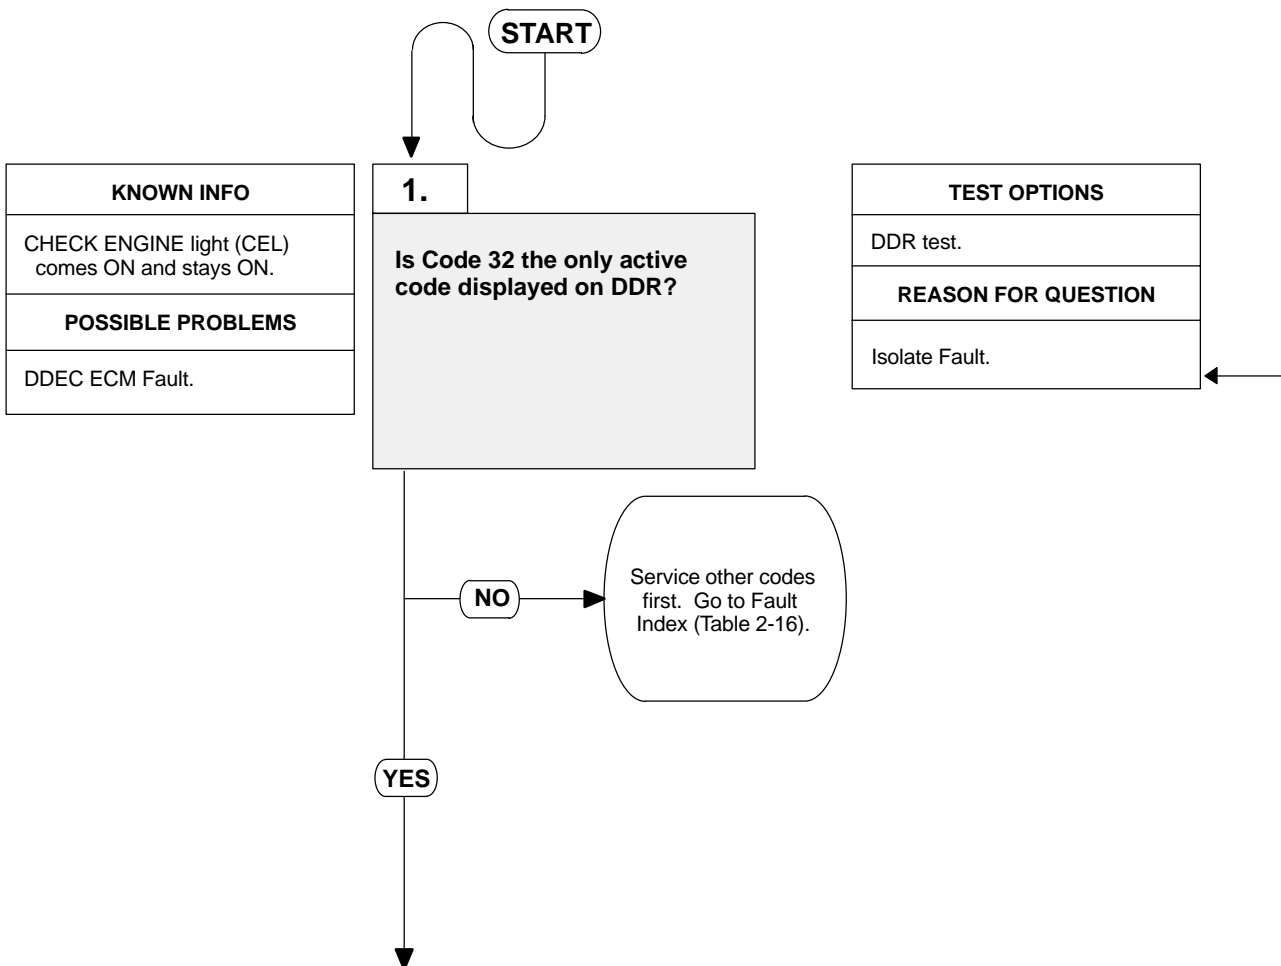 START
KNOWN INFO
CHECK ENGINE light (CEL)
comes ON and stays ON.
POSSIBLE PROBLEMS
DDEC ECM Fault.
1.
Is Code 32 the only active
code displayed on DDR?
TEST OPTIONS
DDR test.
REASON FOR QUESTION
Isolate Fault.
NO
Service other codes
first. Go to Fault
Index (Table 2-16).
YES